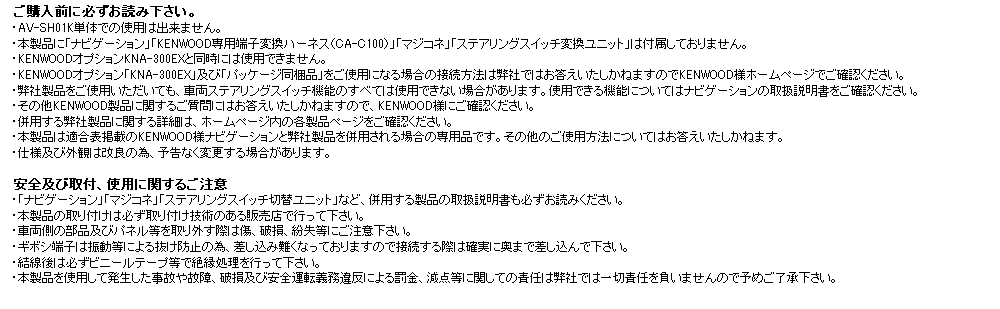 ご購入前に必ずお読み下さい。
・AV-SH01K単体での使用は出来ません。
・本製品に「ナビゲーション」「KENWOOD専用端子変換ハーネス（CA-C100）」「マジコネ」「ステアリングスイッチ変換ユニット」は付属しておりません。
・KENWOODオプションKNA-300EXと同時には使用できません。
・KENWOODオプション「KNA-300EX」及び「パッケージ同梱品」をご使用になる場合の接続方法は弊社ではお答えいたしかねますのでKENWOOD様ホームページでご確認ください。
・弊社製品をご使用いただいても、車両ステアリングスイッチ機能のすべては使用できない場合があります。使用できる機能についてはナビゲーションの取扱説明書をご確認ください。
・その他KENWOOD製品に関するご質問にはお答えいたしかねますので、KENWOOD様にご確認ください。
・併用する弊社製品に関する詳細は、ホームページ内の各製品ページをご確認ください。
・本製品は適合表掲載のKENWOOD様ナビゲーションと弊社製品を併用される場合の専用品です。その他のご使用方法についてはお答えいたしかねます。
・仕様及び外観は改良の為、予告なく変更する場合があります。
安全及び取付、使用に関するご注意
・「ナビゲーション」「マジコネ」「ステアリングスイッチ切替ユニット」など、併用する製品の取扱説明書も必ずお読みください。
・本製品の取り付けは必ず取り付け技術のある販売店で行って下さい。
・車両側の部品及びパネル等を取り外す際は傷、破損、紛失等にご注意下さい。
・ギボシ端子は振動等による抜け防止の為、差し込み難くなっておりますので接続する際は確実に奥まで差し込んで下さい。
・結線後は必ずビニールテープ等で絶縁処理を行って下さい。
・本製品を使用して発生した事故や故障、破損及び安全運転義務違反による罰金、減点等に関しての責任は弊社では一切責任を負いませんので予めご了承下さい。